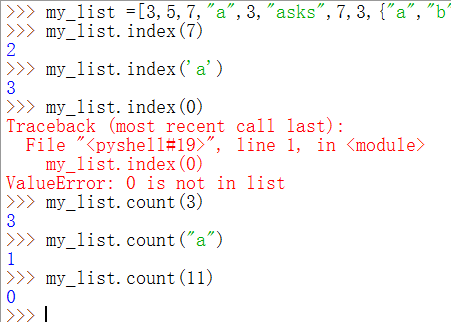 >>> my_list =[3,5,7,"a",3,"asks",7,3,{"a","b"
>>> my_list.index(7)
2
>>> my_list.index('a')
3
>>> my_list.index(0)
Traceback (most recent call last):
  File "<pyshell#19>", line 1, in <module>
    my_list.index(0)
ValueError: 0 is not in list
>>> my_list.count(3)
3
>>> my_list.count("a")
1
>>> my_list.count(11)
0
>>>